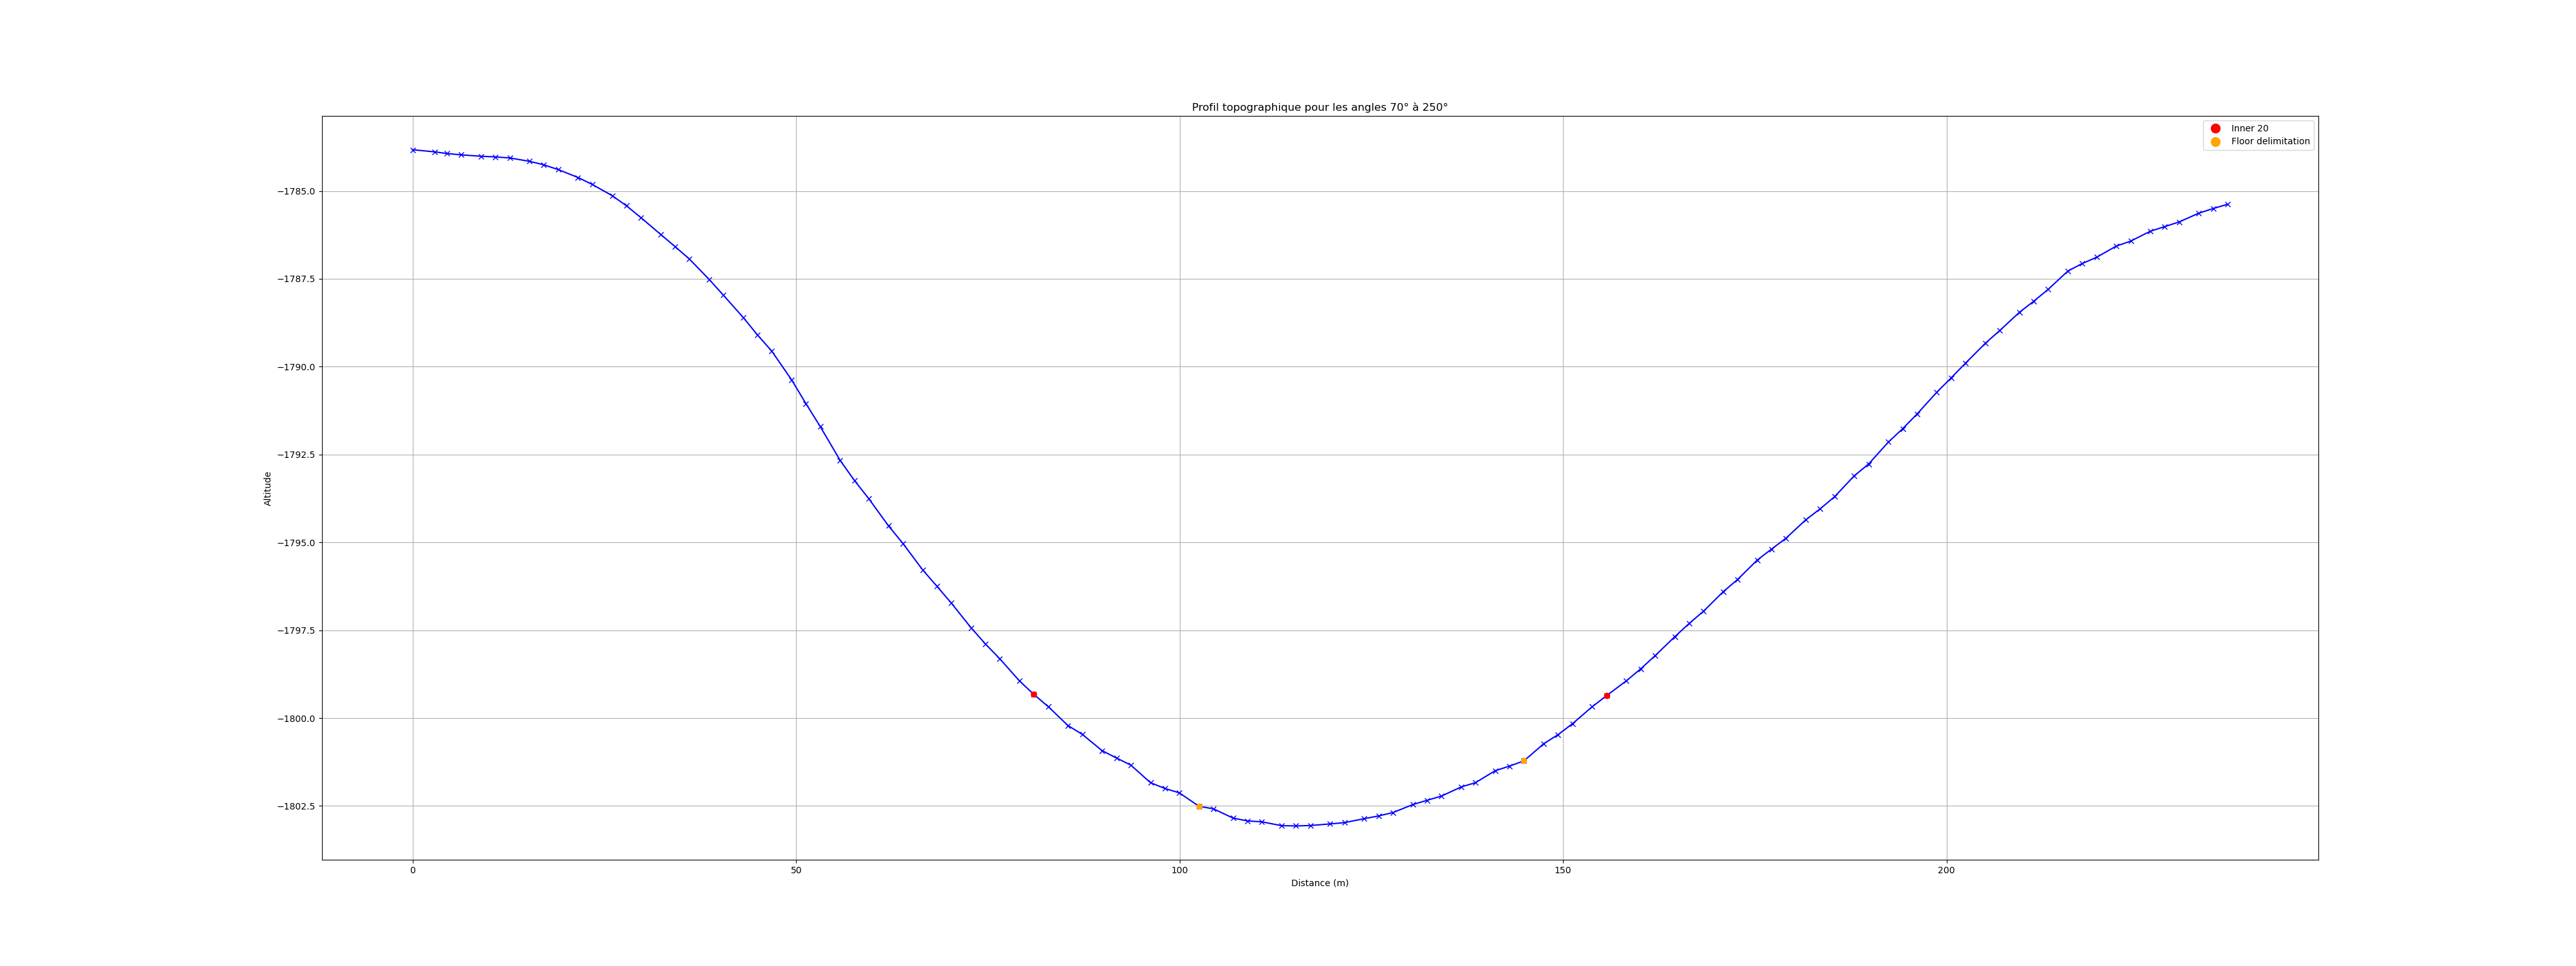 Profil topographique pour les angles 70° à 250°
Inner 20
Floor delimitation
−1785.0
−1787.5
−1790.0
−1792.5
−1795.0
−1797.5
−1800.0
−1802.5
Altitude
0
50
100
150
200
Distance (m)